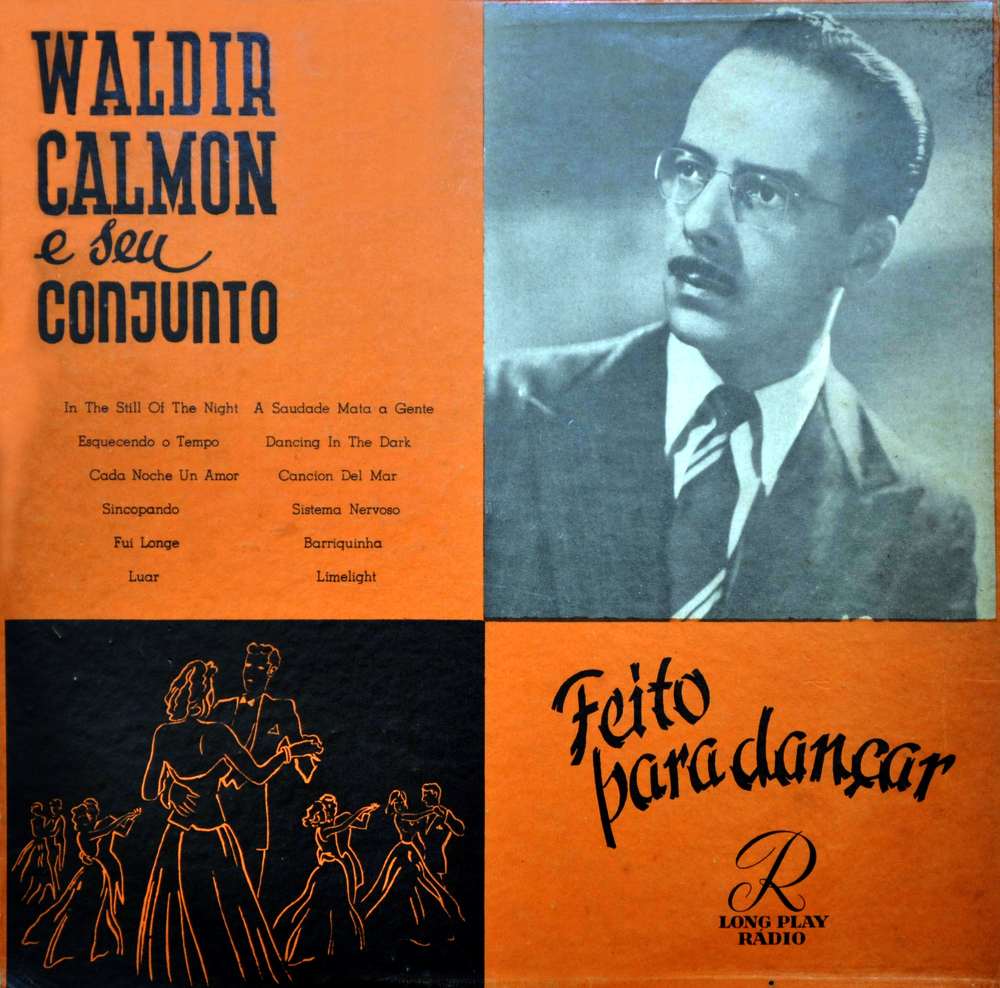 WALDIR
CALMON
e seu
CONJUNTO
In The Still Of The Night
Esquecendo o Tempo
Cada Noche Un Amor
Sincopando
Fui Longe
Luar
A Saudade Mata a Gente
Dancing In The Dark
Cancion Del Mar
Sistema Nervoso
Barriquinha
Limelight
Feito
para dançar
R
LONG PLAY
RÁDIO